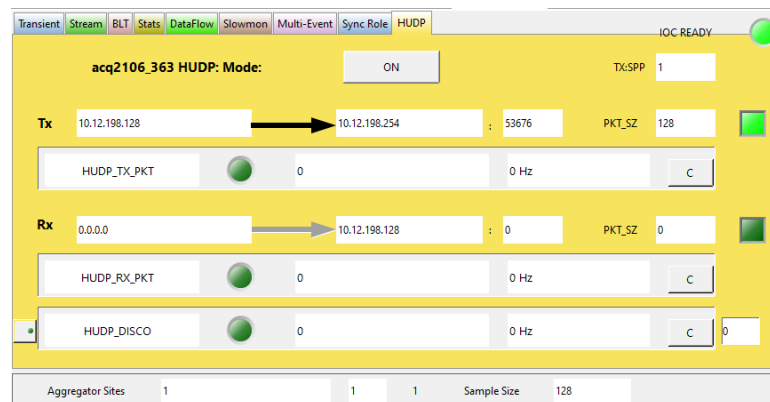 Transient Stream BLT Stats DataFlow Slowmon Multi-Event Sync Role HUDP
IOC READY
acq2106_363 HUDP: Mode: ON TX:SPP 1
Tx 10.12.198.128 10.12.198.254 : 53676 PKT_SZ 128
HUDP_TX_PKT 0 0 Hz C
Rx 0.0.0.0 10.12.198.128 : 0 PKT_SZ 0
HUDP_RX_PKT 0 0 Hz C
HUDP_DISCO 0 0 Hz C 0
Aggregator Sites 1 1 1 Sample Size 128